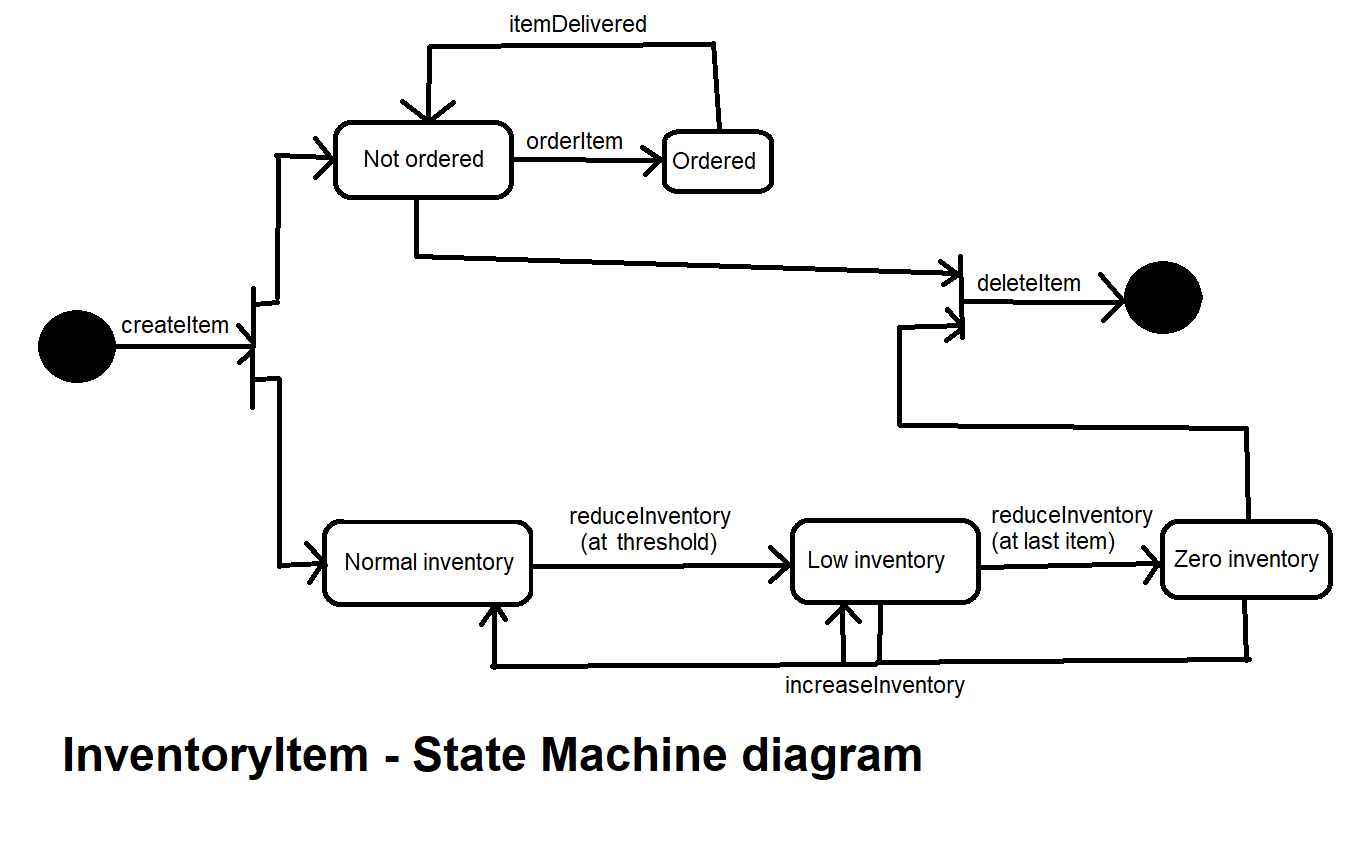 itemDelivered
Not ordered
orderItem
Ordered
createItem
deleteItem
Normal inventory
reduceInventory
(at threshold)
Low inventory
reduceInventory
(at last item)
Zero inventory
increaseInventory
InventoryItem - State Machine diagram